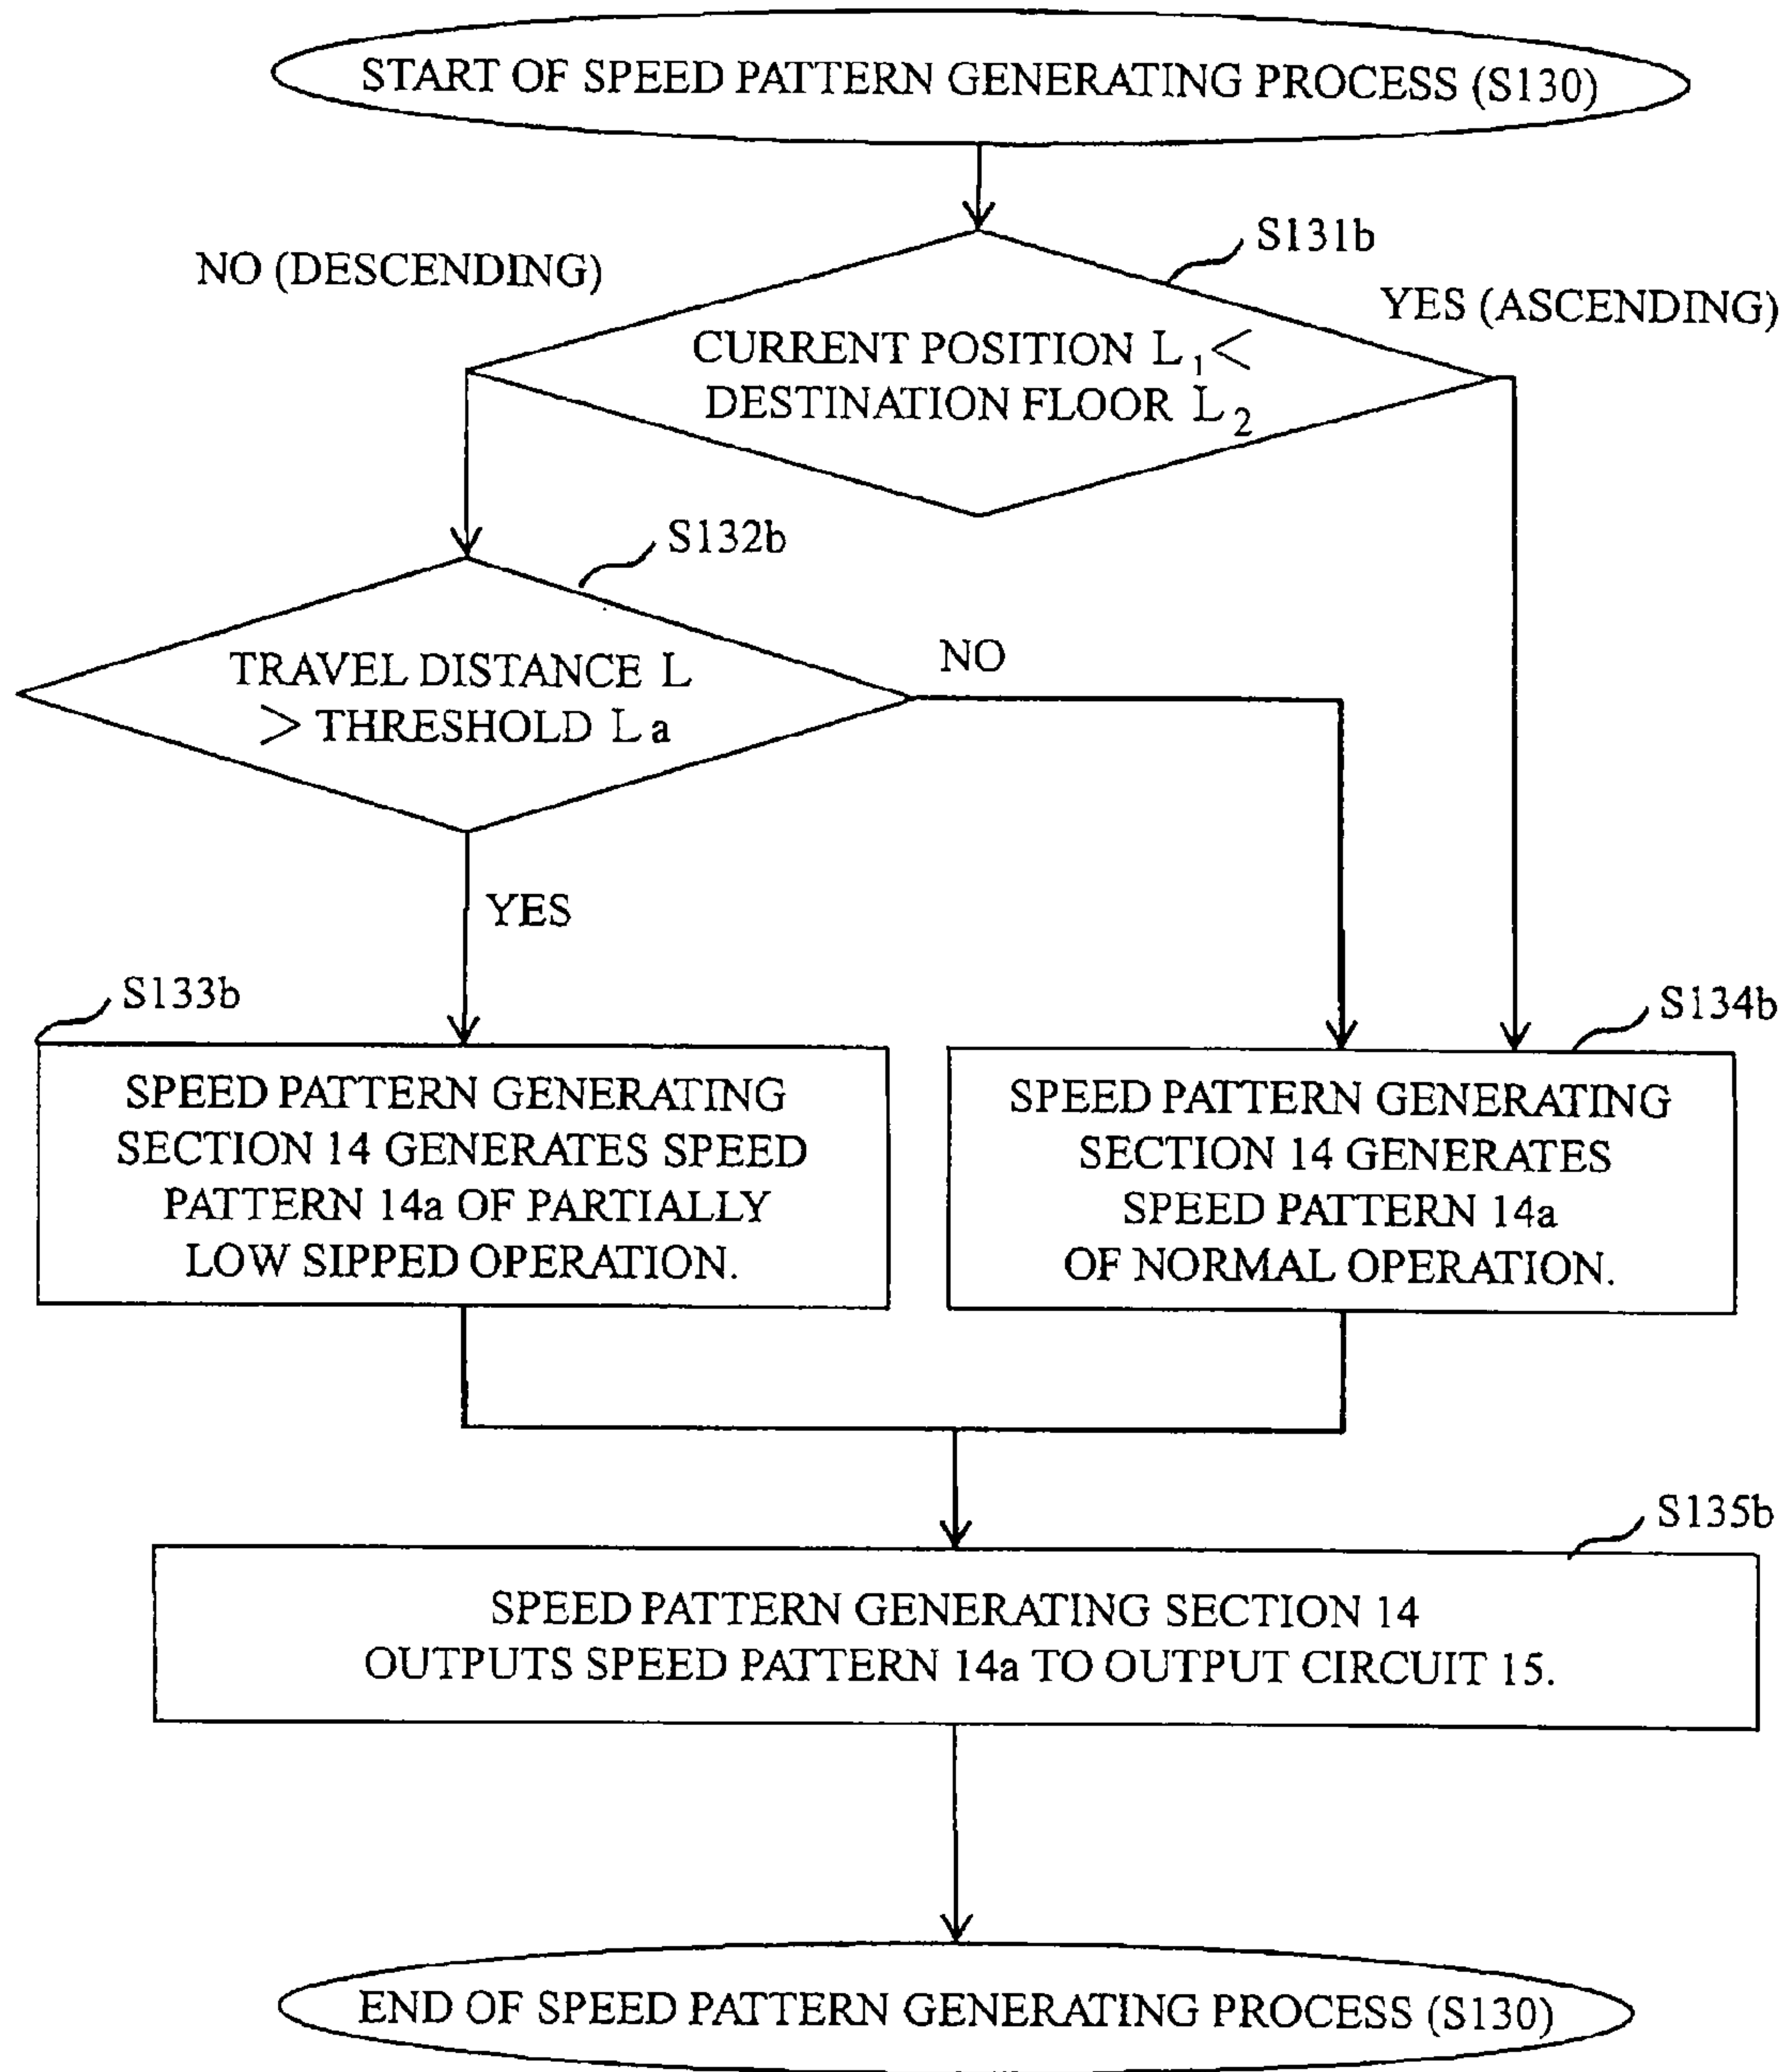 START OF SPEED PATTERN GENERATING PROCESS (S130)
S131b
NO (DESCENDING)
YES (ASCENDING)
CURRENT POSITION L1<
DESTINATION FLOOR L2
S132b
TRAVEL DISTANCE L
> THRESHOLD La
NO
YES
S133b
SPEED PATTERN GENERATING
SECTION 14 GENERATES SPEED
PATTERN 14a OF PARTIALLY
LOW SIPPED OPERATION.
S134b
SPEED PATTERN GENERATING
SECTION 14 GENERATES
SPEED PATTERN 14a
OF NORMAL OPERATION.
S135b
SPEED PATTERN GENERATING SECTION 14
OUTPUTS SPEED PATTERN 14a TO OUTPUT CIRCUIT 15.
END OF SPEED PATTERN GENERATING PROCESS (S130)